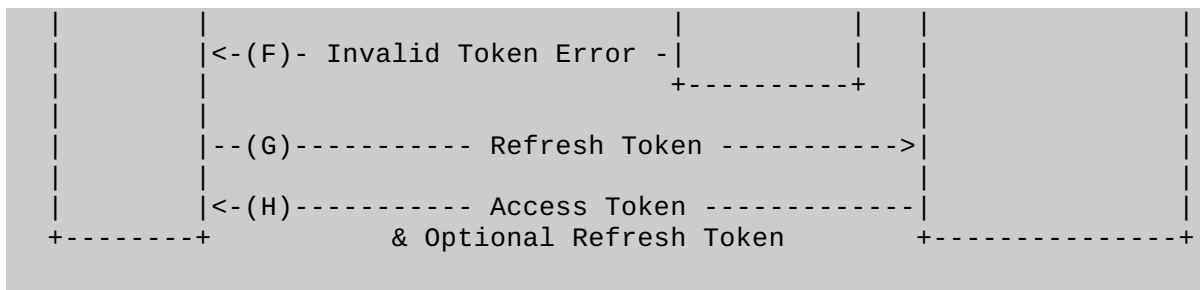 |        |                           |          |  |               |
|        |<-(F)- Invalid Token Error -|          |  |               |
|        |                           +----------+  |               |
|        |                                         |               |
|        |--(G)----------- Refresh Token ----------->|               |
|        |                                         |               |
|        |<-(H)----------- Access Token -------------|               |
+--------+           & Optional Refresh Token        +---------------+